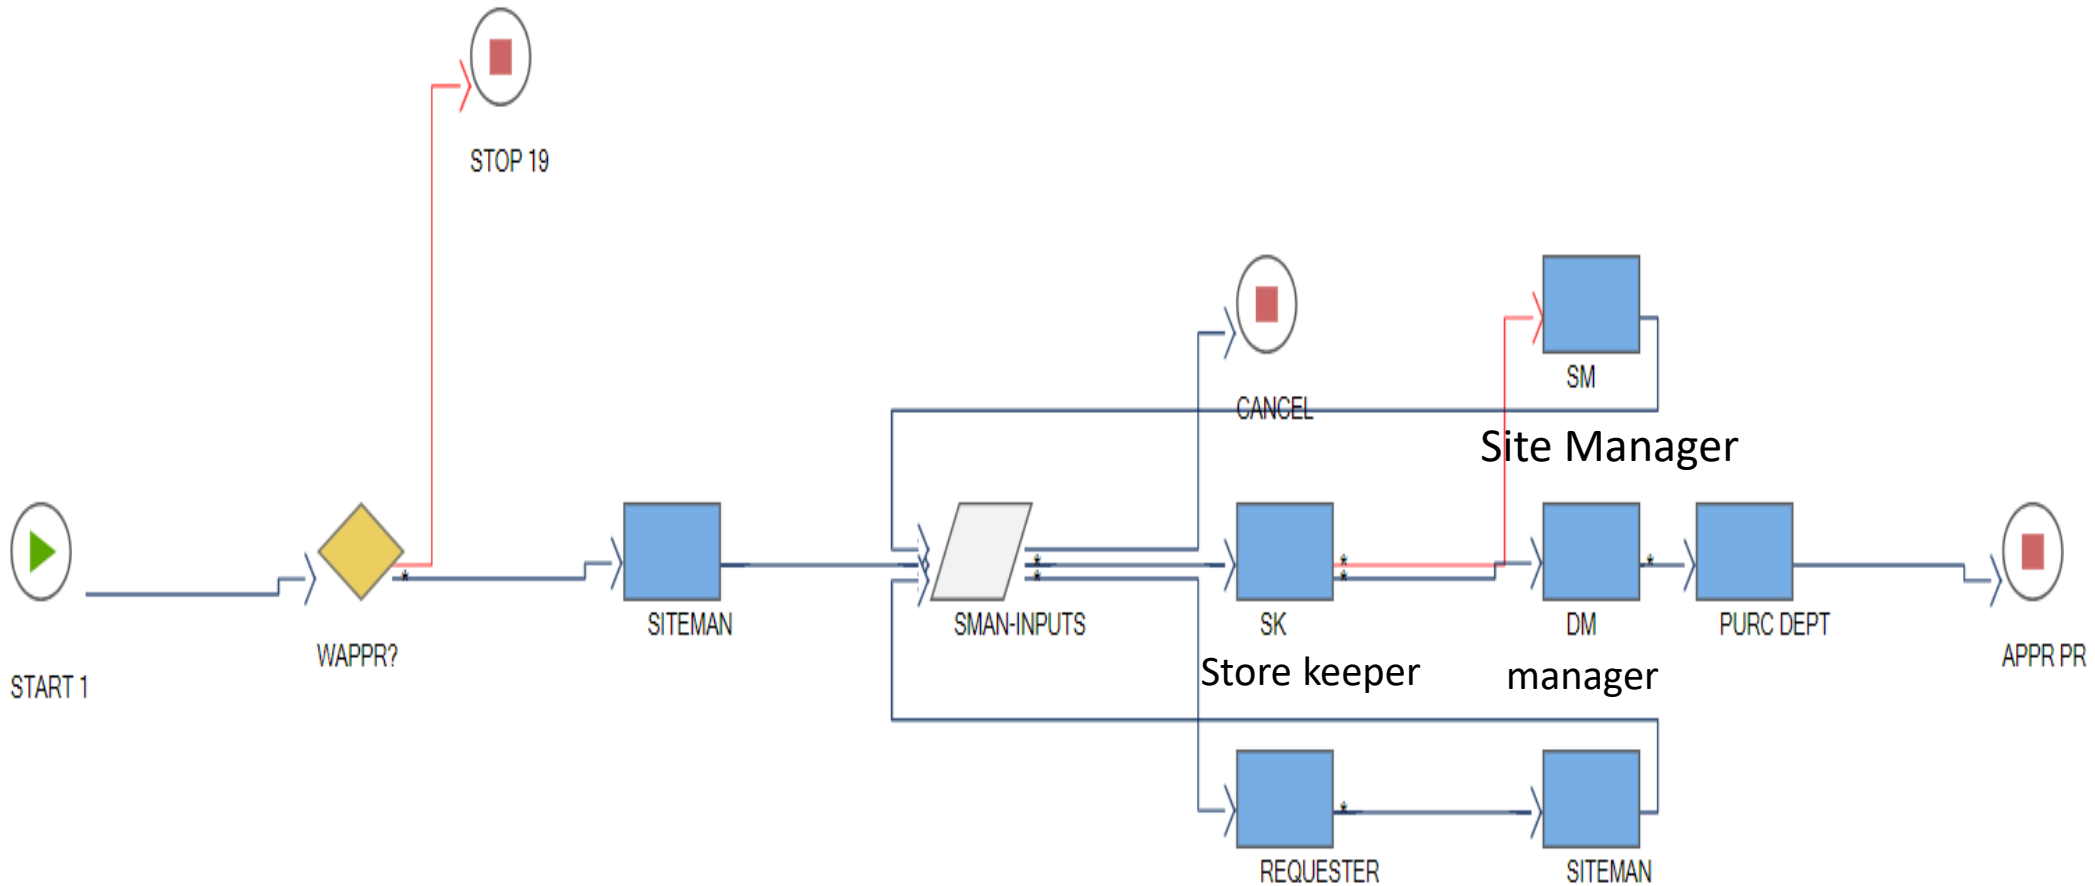 STOP 19
CANCEL
SM
Site Manager
START 1
WAPPR?
SITEMAN
SMAN-INPUTS
SK
Store keeper
DM
manager
PURC DEPT
APPR PR
REQUESTER
SITEMAN